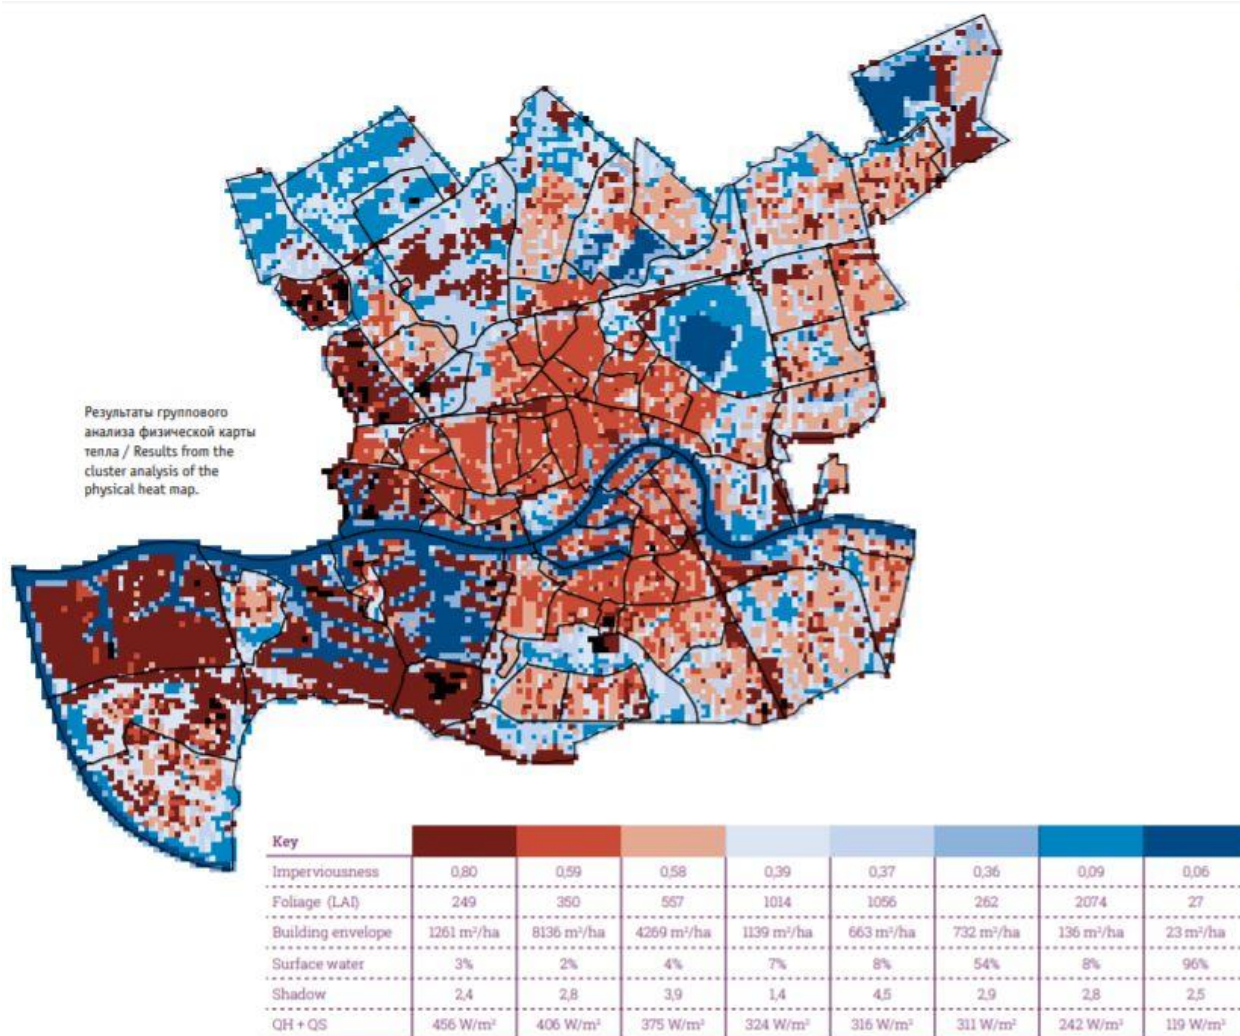 Результаты группового
анализа физической карты
тепла / Results from the
cluster analysis of the
physical heat map.
Key
Imperviousness 0,80 0,59 0,58 0,39 0,37 0,36 0,09 0,06
Foliage (LAI) 249 350 557 1014 1056 262 2074 27
Building envelope 1261 m²/ha 8136 m²/ha 4269 m²/ha 1139 m²/ha 663 m²/ha 732 m²/ha 136 m²/ha 23 m²/ha
Surface water 3% 2% 4% 7% 8% 54% 8% 96%
Shadow 2,4 2,8 3,9 1,4 4,5 2,9 2,8 2,5
QH + QS 456 W/m² 406 W/m² 375 W/m² 324 W/m² 316 W/m² 311 W/m² 242 W/m² 119 W/m²